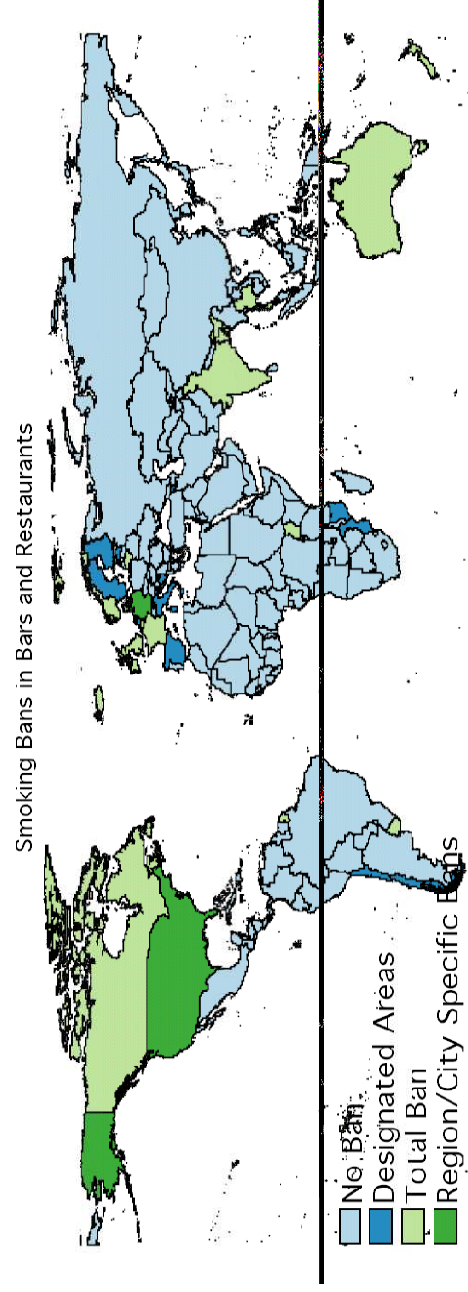 Smoking Bans in Bars and Restaurants
No Ban
Designated Areas
Total Ban
Region/City Specific Bans